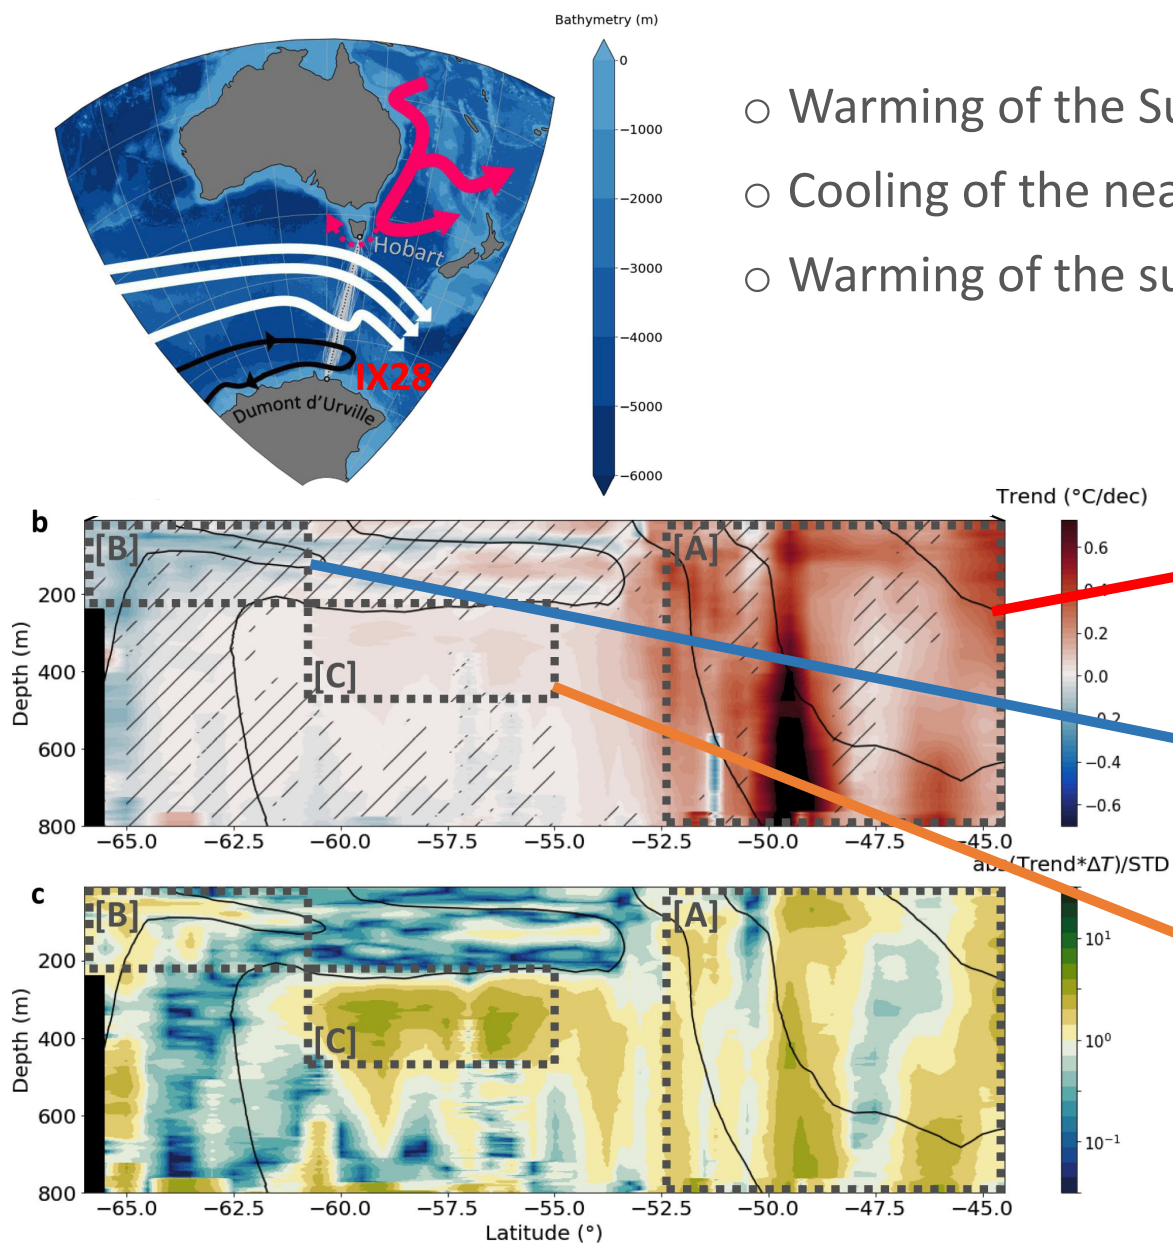 Bathymetry (m)
0
−1000
−2000
−3000
−4000
−5000
−6000
Hobart
IX28
Dumont d'Urville
○ Warming of the Su
○ Cooling of the nea
○ Warming of the su
b
Trend (°C/dec)
[B]
[A]
[C]
Depth (m)
200
400
600
800
−65.0 −62.5 −60.0 −57.5 −55.0 −52.5 −50.0 −47.5 −45.0
0.6
0.2
0.0
−0.4
−0.6
c
abs(Trend*ΔT)/STD
[B]
[A]
[C]
Depth (m)
200
400
600
800
−65.0 −62.5 −60.0 −57.5 −55.0 −52.5 −50.0 −47.5 −45.0
Latitude (°)
10¹
10⁰
10⁻¹